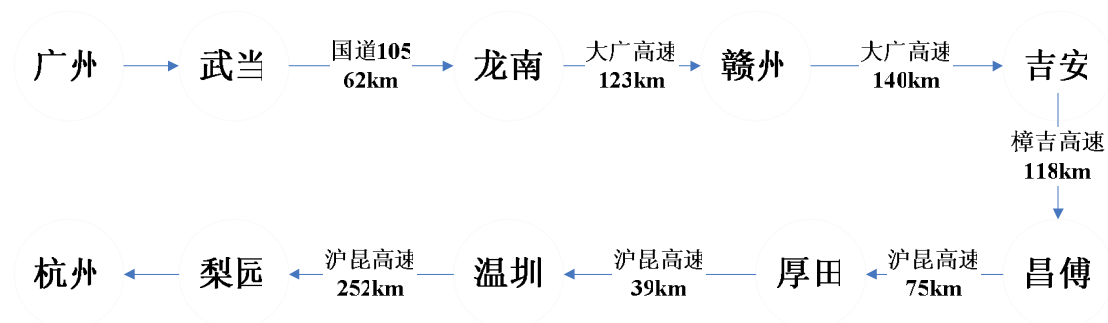 广州
武当
国道105
62km
龙南
大广高速
123km
赣州
大广高速
140km
吉安
樟吉高速
118km
昌傅
沪昆高速
75km
厚田
沪昆高速
39km
温圳
沪昆高速
252km
梨园
杭州